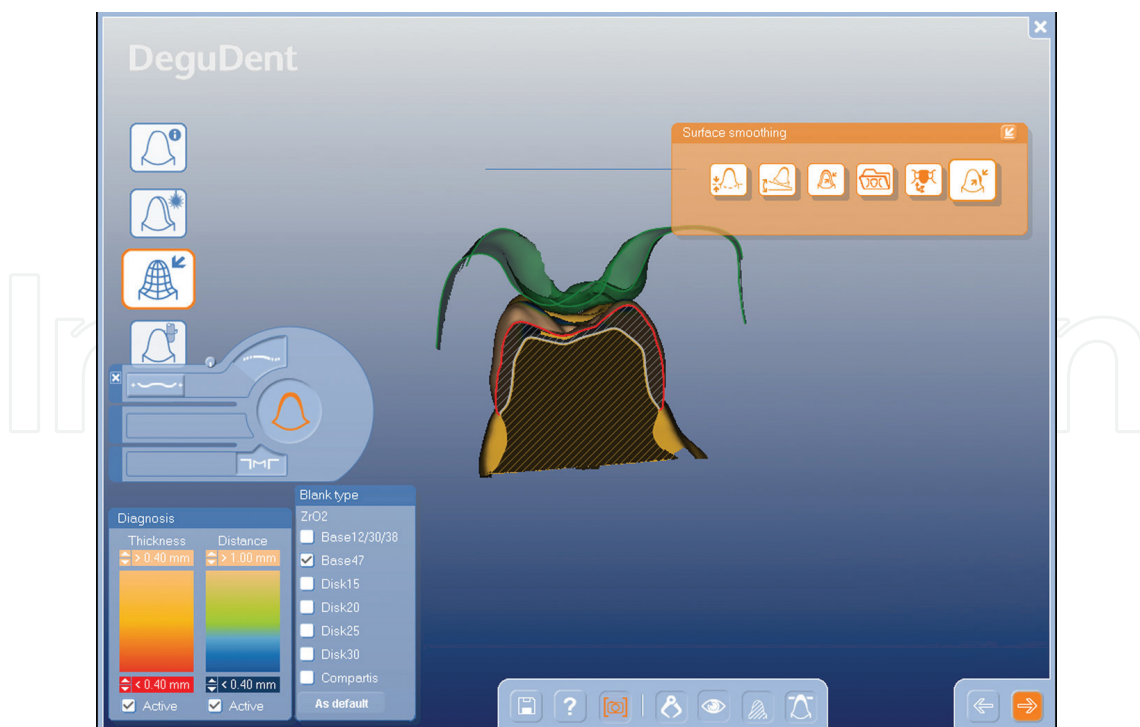 DeguDent
Surface smoothing
Blank type
ZrO2
Base12/30/38
Base47
Disk15
Disk20
Disk25
Disk30
Compartis
As default
Diagnosis
Thickness Distance
> 0.40 mm > 1.00 mm
< 0.40 mm < 0.40 mm
Active Active